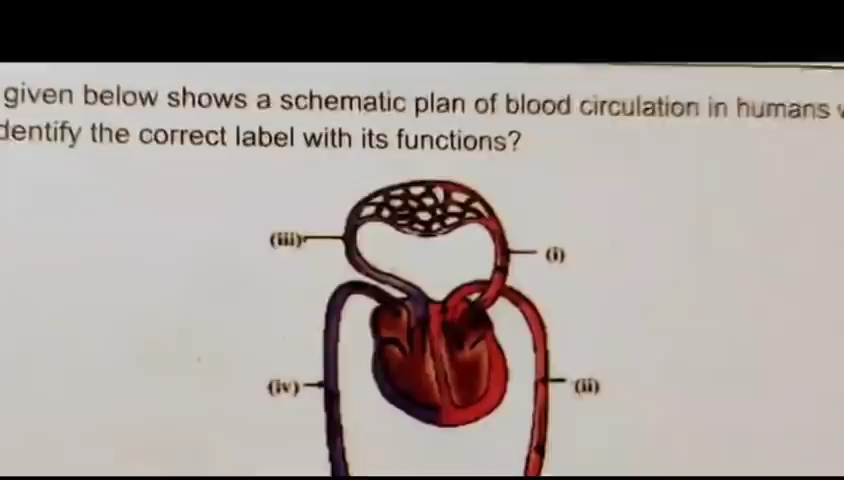 given below shows a schematic plan of blood circulation in humans
dentify the correct label with its functions?
(iii)
(i)
(iv)
(ii)